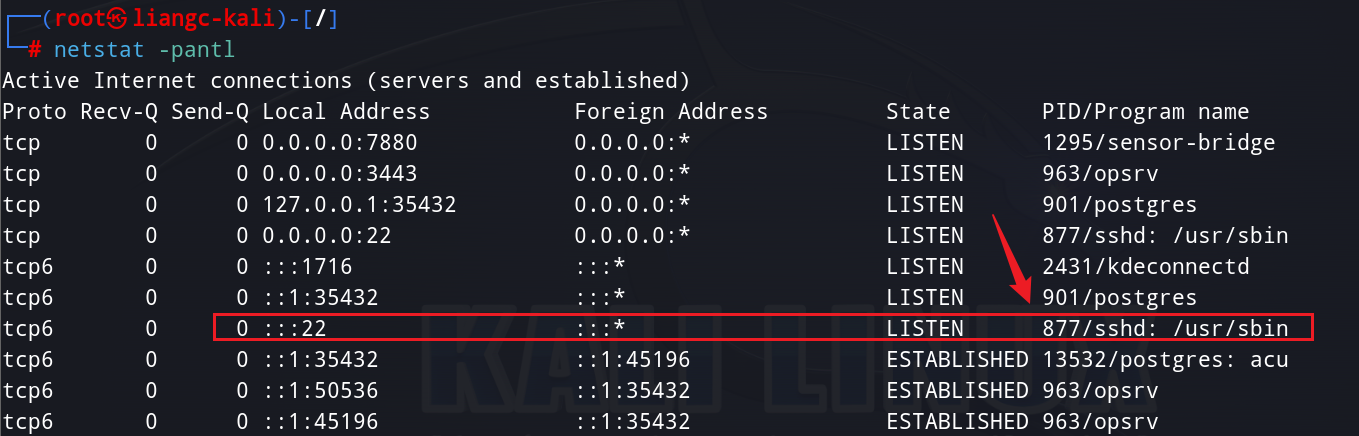 ┌──(root㉿liangc-kali)-[/]
└─# netstat -pantl
Active Internet connections (servers and established)
Proto Recv-Q Send-Q Local Address           Foreign Address         State       PID/Program name
tcp        0      0 0.0.0.0:7880            0.0.0.0:*               LISTEN      1295/sensor-bridge
tcp        0      0 0.0.0.0:3443            0.0.0.0:*               LISTEN      963/opsrv
tcp        0      0 127.0.0.1:35432         0.0.0.0:*               LISTEN      901/postgres
tcp        0      0 0.0.0.0:22              0.0.0.0:*               LISTEN      877/sshd: /usr/sbin
tcp6       0      0 :::1716                 :::*                    LISTEN      2431/kdeconnectd
tcp6       0      0 ::1:35432               :::*                    LISTEN      901/postgres
tcp6       0      0 :::22                   :::*                    LISTEN      877/sshd: /usr/sbin
tcp6       0      0 ::1:35432               ::1:45196               ESTABLISHED 13532/postgres: acu
tcp6       0      0 ::1:50536               ::1:35432               ESTABLISHED 963/opsrv
tcp6       0      0 ::1:45196               ::1:35432               ESTABLISHED 963/opsrv
KALI LINUX